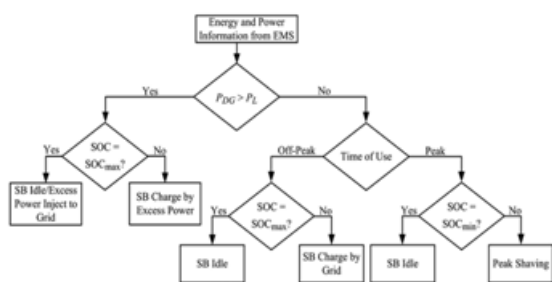 Energy and Power
Information from EMS
P_DG > P_L
Yes
No
SOC =
SOC_max?
Yes
No
SB Idle/Excess
Power Inject to
Grid
SB Charge by
Excess Power
Time of Use
Off-Peak
Peak
SOC =
SOC_max?
Yes
No
SB Idle
SB Charge by
Grid
SOC =
SOC_min?
Yes
No
SB Idle
Peak Shaving